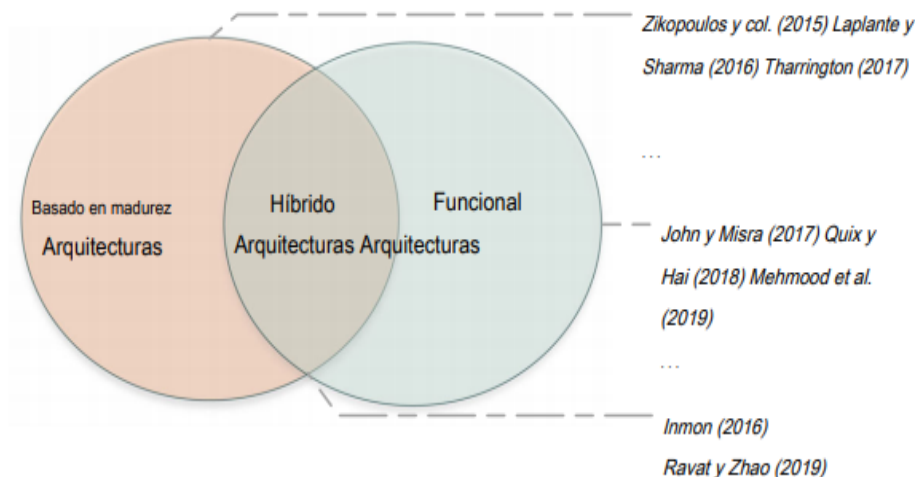 Zikopoulos y col. (2015) Laplante y
Sharma (2016) Tharrington (2017)
...
Basado en madurez
Arquitecturas
Híbrido
Funcional
Arquitecturas Arquitecturas
John y Misra (2017) Quix y
Hai (2018) Mehmood et al.
(2019)
...
Inmon (2016)
Ravat y Zhao (2019)